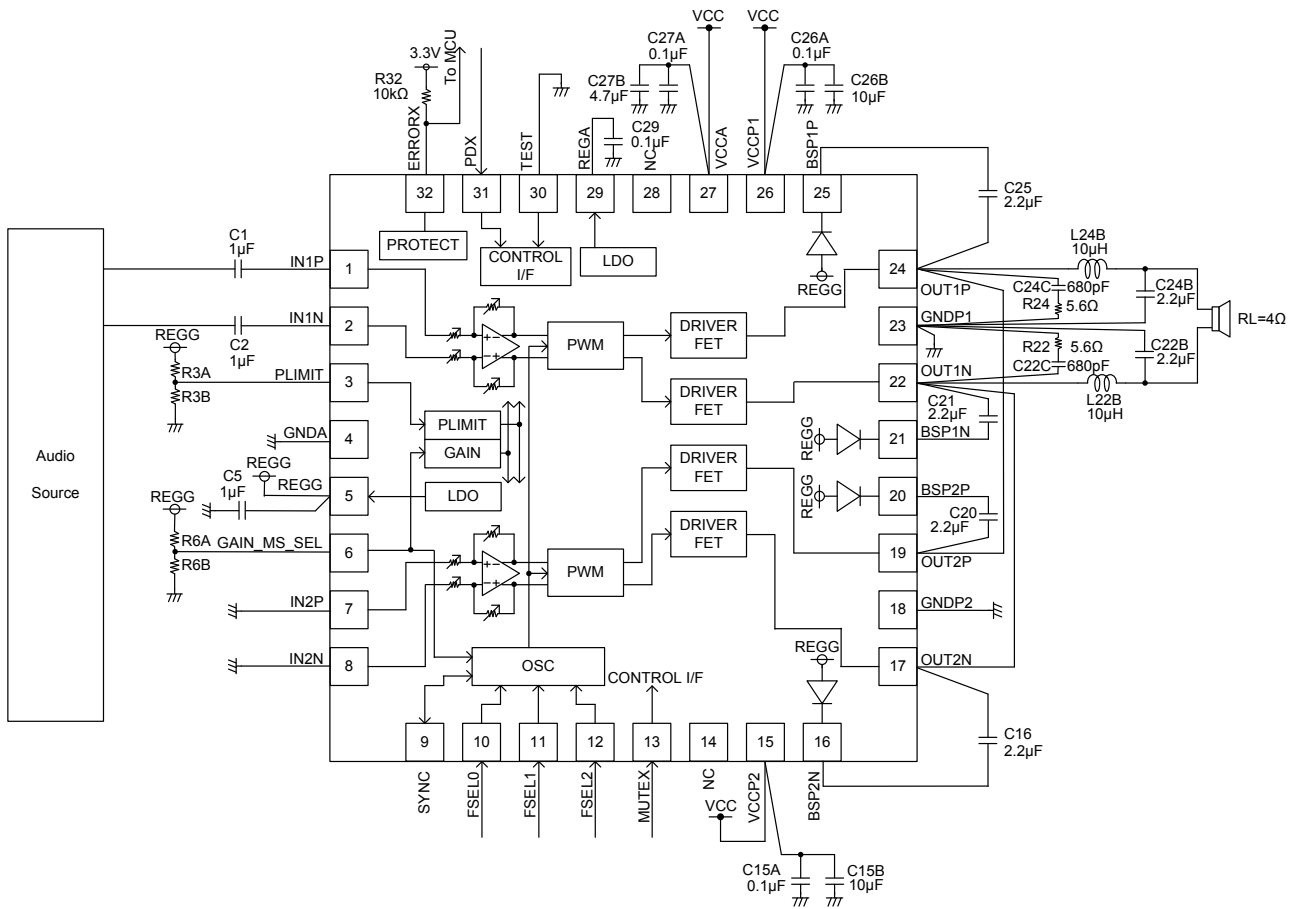 VCC
VCC
C27A
0.1µF
C26A
0.1µF
3.3V
To MCU
R32
10kΩ
C27B
4.7µF
C26B
10µF
ERRORX
PDX
TEST
REGA
C29
0.1µF
NC
VCCA
VCCP1
BSP1P
32
31
30
29
28
27
26
25
C25
2.2µF
PROTECT
CONTROL
I/F
LDO
REGG
C1
1µF
IN1P
1
24
OUT1P
L24B
10µH
C24C
680pF
R24
5.6Ω
C24B
2.2µF
IN1N
2
C2
1µF
PWM
DRIVER
FET
23
GNDP1
RL=4Ω
REGG
R3A
R3B
PLIMIT
3
DRIVER
FET
22
OUT1N
R22
5.6Ω
C22C
680pF
C22B
2.2µF
L22B
10µH
C21
2.2µF
GNDA
4
PLIMIT
GAIN
REGG
21
BSP1N
Audio
Source
C5
1µF
REGG
REGG
5
LDO
DRIVER
FET
REGG
20
BSP2P
C20
2.2µF
REGG
R6A
R6B
GAIN_MS_SEL
6
DRIVER
FET
19
OUT2P
PWM
IN2P
7
18
GNDP2
IN2N
8
OSC
CONTROL I/F
REGG
17
OUT2N
9
10
11
12
13
14
15
16
C16
2.2µF
SYNC
FSEL0
FSEL1
FSEL2
MUTEX
NC
VCCP2
BSP2N
VCC
C15A
0.1µF
C15B
10µF